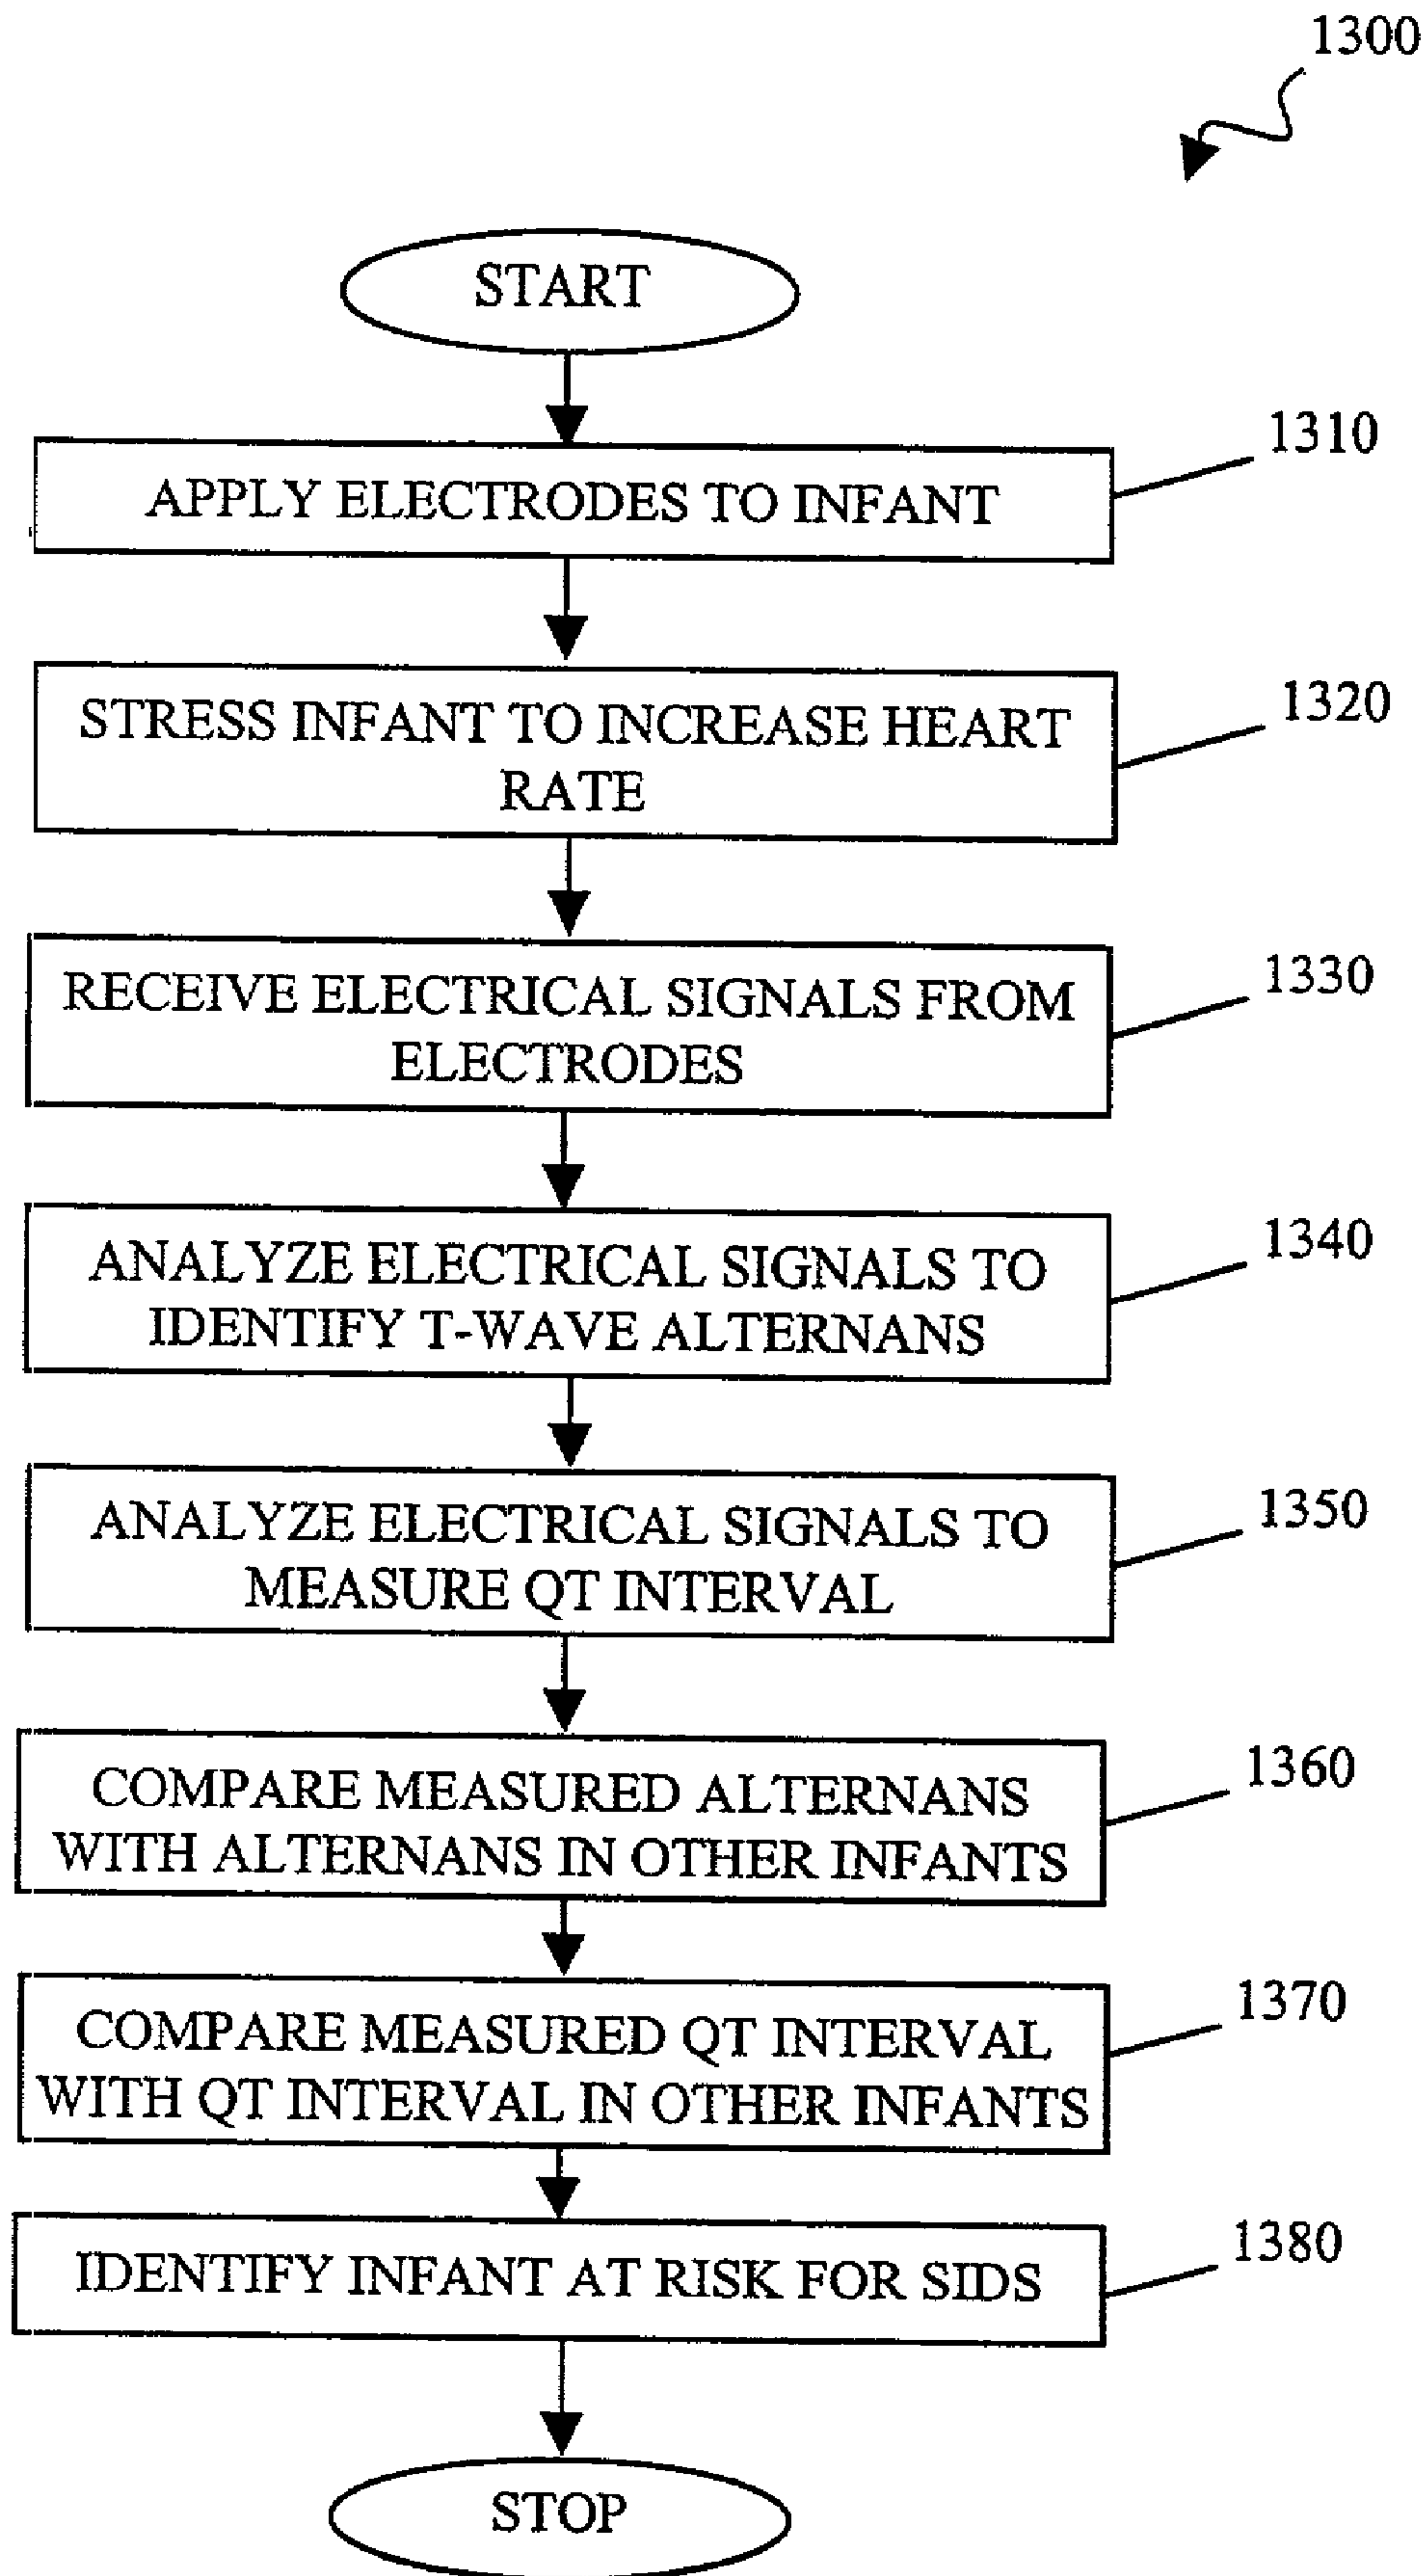 1300
START
APPLY ELECTRODES TO INFANT
1310
STRESS INFANT TO INCREASE HEART
RATE
1320
RECEIVE ELECTRICAL SIGNALS FROM
ELECTRODES
1330
ANALYZE ELECTRICAL SIGNALS TO
IDENTIFY T-WAVE ALTERNANS
1340
ANALYZE ELECTRICAL SIGNALS TO
MEASURE QT INTERVAL
1350
COMPARE MEASURED ALTERNANS
WITH ALTERNANS IN OTHER INFANTS
1360
COMPARE MEASURED QT INTERVAL
WITH QT INTERVAL IN OTHER INFANTS
1370
IDENTIFY INFANT AT RISK FOR SIDS
1380
STOP